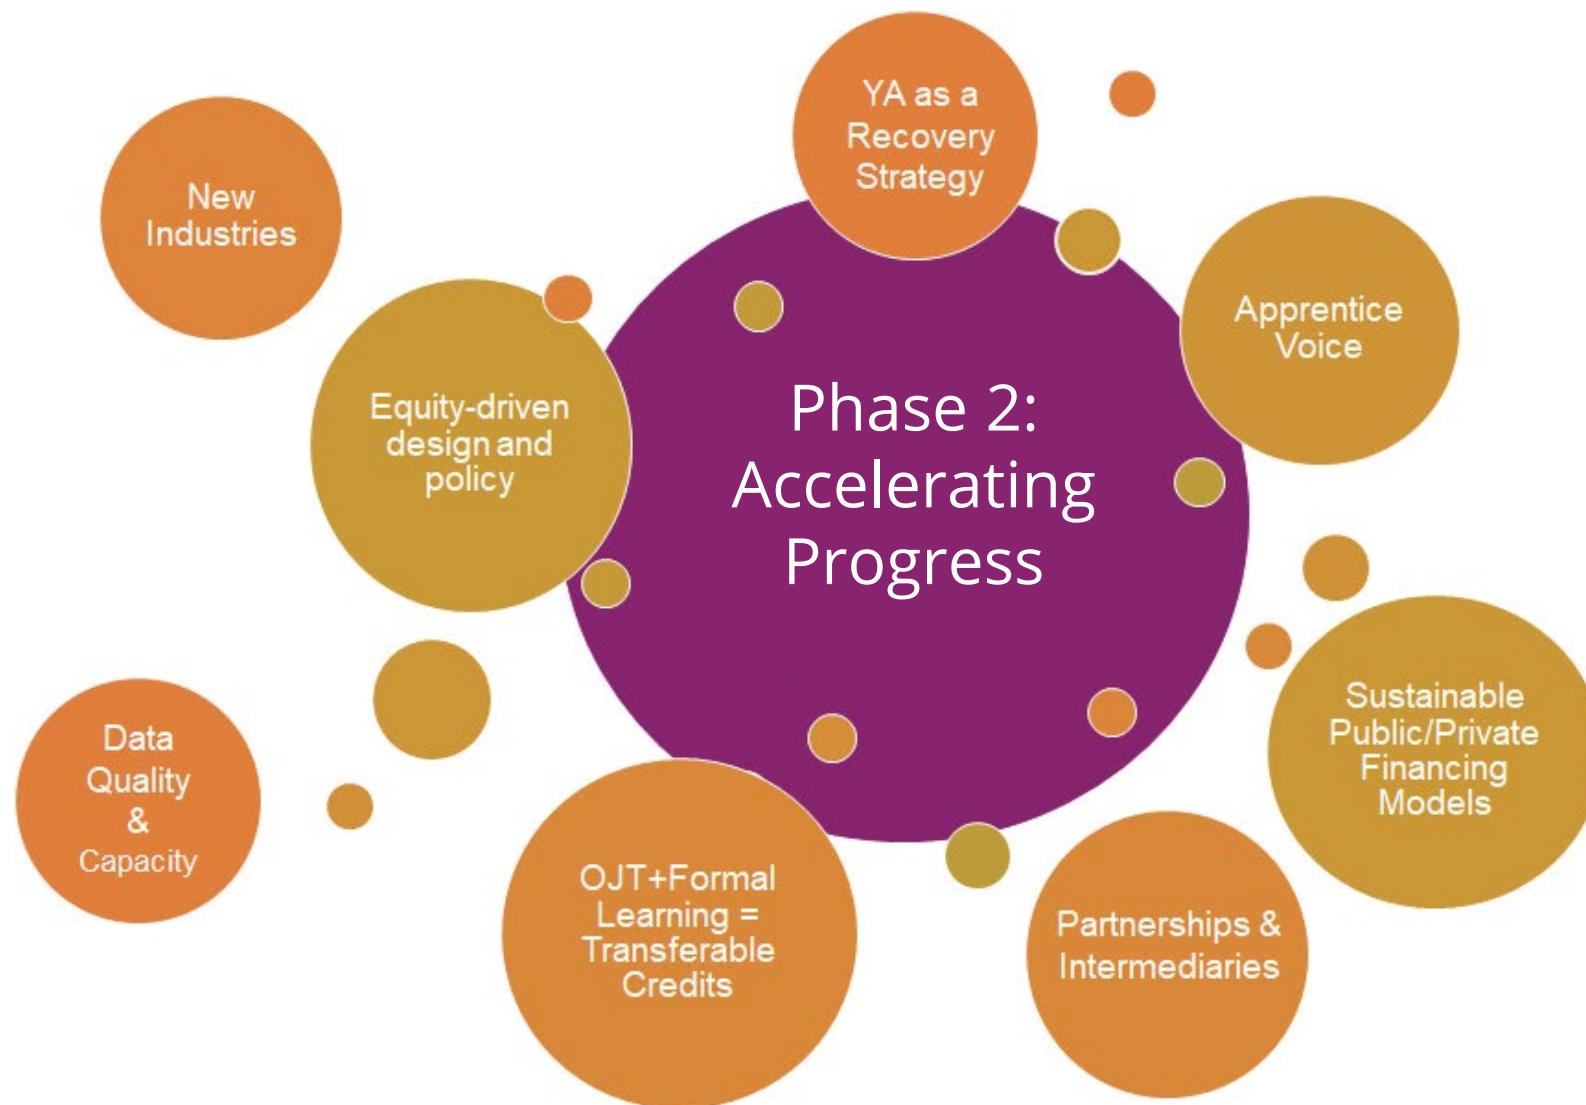 YA as a
Recovery
Strategy
New
Industries
Apprentice
Voice
Equity-driven
design and
policy
Phase 2:
Accelerating
Progress
Sustainable
Public/Private
Financing
Models
Data
Quality
&
Capacity
OJT+Formal
Learning =
Transferable
Credits
Partnerships &
Intermediaries